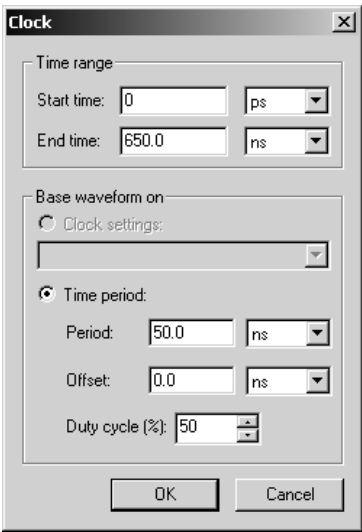 Clock
Time range
Start time: 0 ps
End time: 650.0 ns
Base waveform on
Clock settings:
Time period:
Period: 50.0 ns
Offset: 0.0 ns
Duty cycle (%): 50
OK Cancel